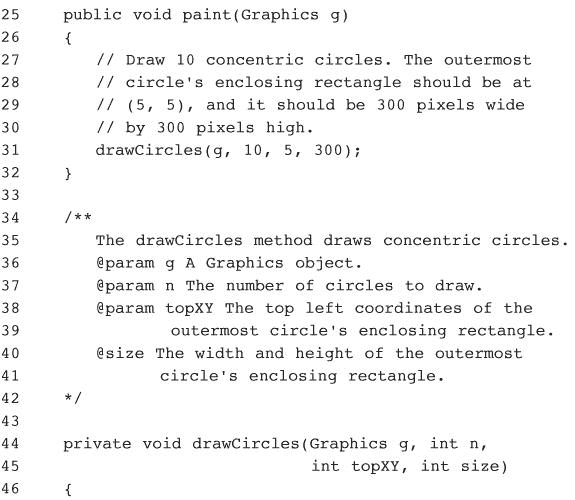 25 public void paint(Graphics g)
26 {
27 // Draw 10 concentric circles. The outermost
28 // circle's enclosing rectangle should be at
29 // (5, 5), and it should be 300 pixels wide
30 // by 300 pixels high.
31 drawCircles(g, 10, 5, 300);
32 }
33
34 /**
35 The drawCircles method draws concentric circles.
36 @param g A Graphics object.
37 @param n The number of circles to draw.
38 @param topXY The top left coordinates of the
39 outermost circle's enclosing rectangle.
40 @size The width and height of the outermost
41 circle's enclosing rectangle.
42 */
43
44 private void drawCircles(Graphics g, int n,
45 int topXY, int size)
46 {